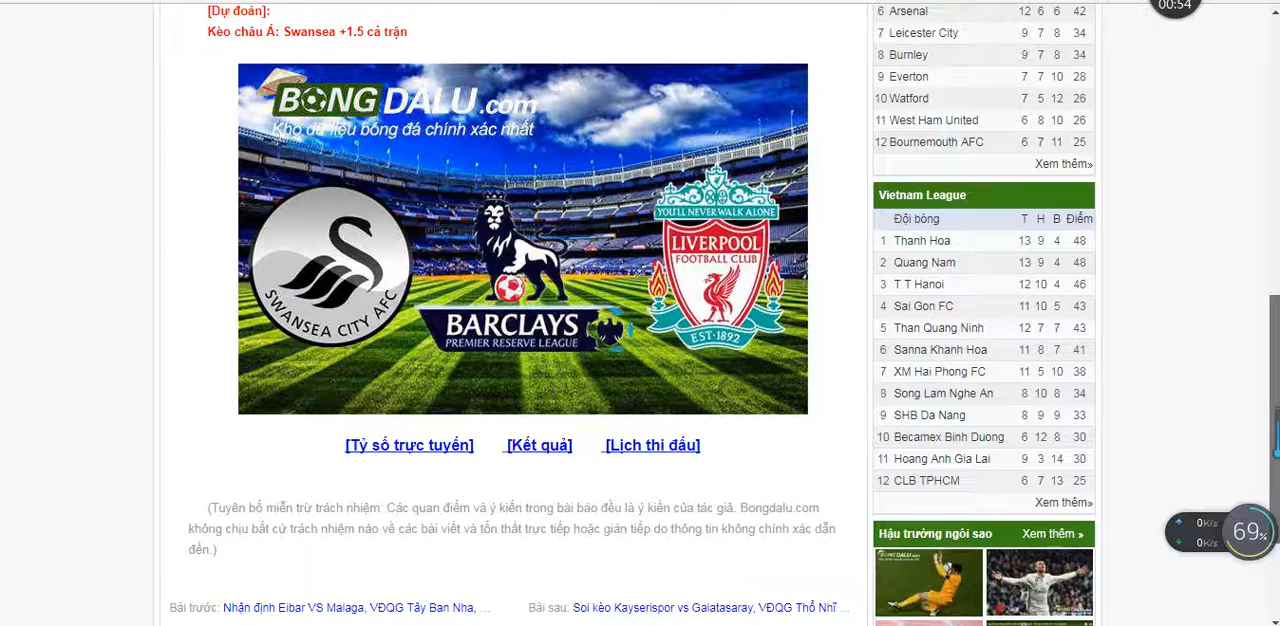 00:54
[Dự đoán]:
Kèo châu Á: Swansea +1.5 cả trận
BONGDALU.com
Kho dữ liệu bóng đá chính xác nhất
SWANSEA CITY AFC
BARCLAYS
PREMIER RESERVE LEAGUE
YOU'LL NEVER WALK ALONE
LIVERPOOL
FOOTBALL CLUB
EST·1892
[Tỷ số trực tuyến] [Kết quả] [Lịch thi đấu]
(Tuyên bố miễn trừ trách nhiệm: Các quan điểm và ý kiến trong bài báo đều là ý kiến của tác giả. Bongdalu.com
không chịu bất cứ trách nhiệm nào về các bài viết và tổn thất trực tiếp hoặc gián tiếp do thông tin không chính xác dẫn
đến.)
Bài trước: Nhận định Eibar VS Malaga, VĐQG Tây Ban Nha, ...
Bài sau: Soi kèo Kayserispor vs Galatasaray, VĐQG Thổ Nhĩ ...
6 Arsenal 12 6 6 42
7 Leicester City 9 7 8 34
8 Burnley 9 7 8 34
9 Everton 7 7 10 28
10 Watford 7 5 12 26
11 West Ham United 6 8 10 26
12 Bournemouth AFC 6 7 11 25
Xem thêm»
Vietnam League
Đội bóng T H B Điểm
1 Thanh Hoa 13 9 4 48
2 Quang Nam 13 9 4 48
3 T T Hanoi 12 10 4 46
4 Sai Gon FC 11 10 5 43
5 Than Quang Ninh 12 7 7 43
6 Sanna Khanh Hoa 11 8 7 41
7 XM Hai Phong FC 11 5 10 38
8 Song Lam Nghe An 8 10 8 34
9 SHB Da Nang 8 9 9 33
10 Becamex Binh Duong 6 12 8 30
11 Hoang Anh Gia Lai 9 3 14 30
12 CLB TPHCM 6 7 13 25
Xem thêm»
Hậu trường ngôi sao Xem thêm »
BONGDALU.com
BONGDALU.com
0K/s
0K/s
69%